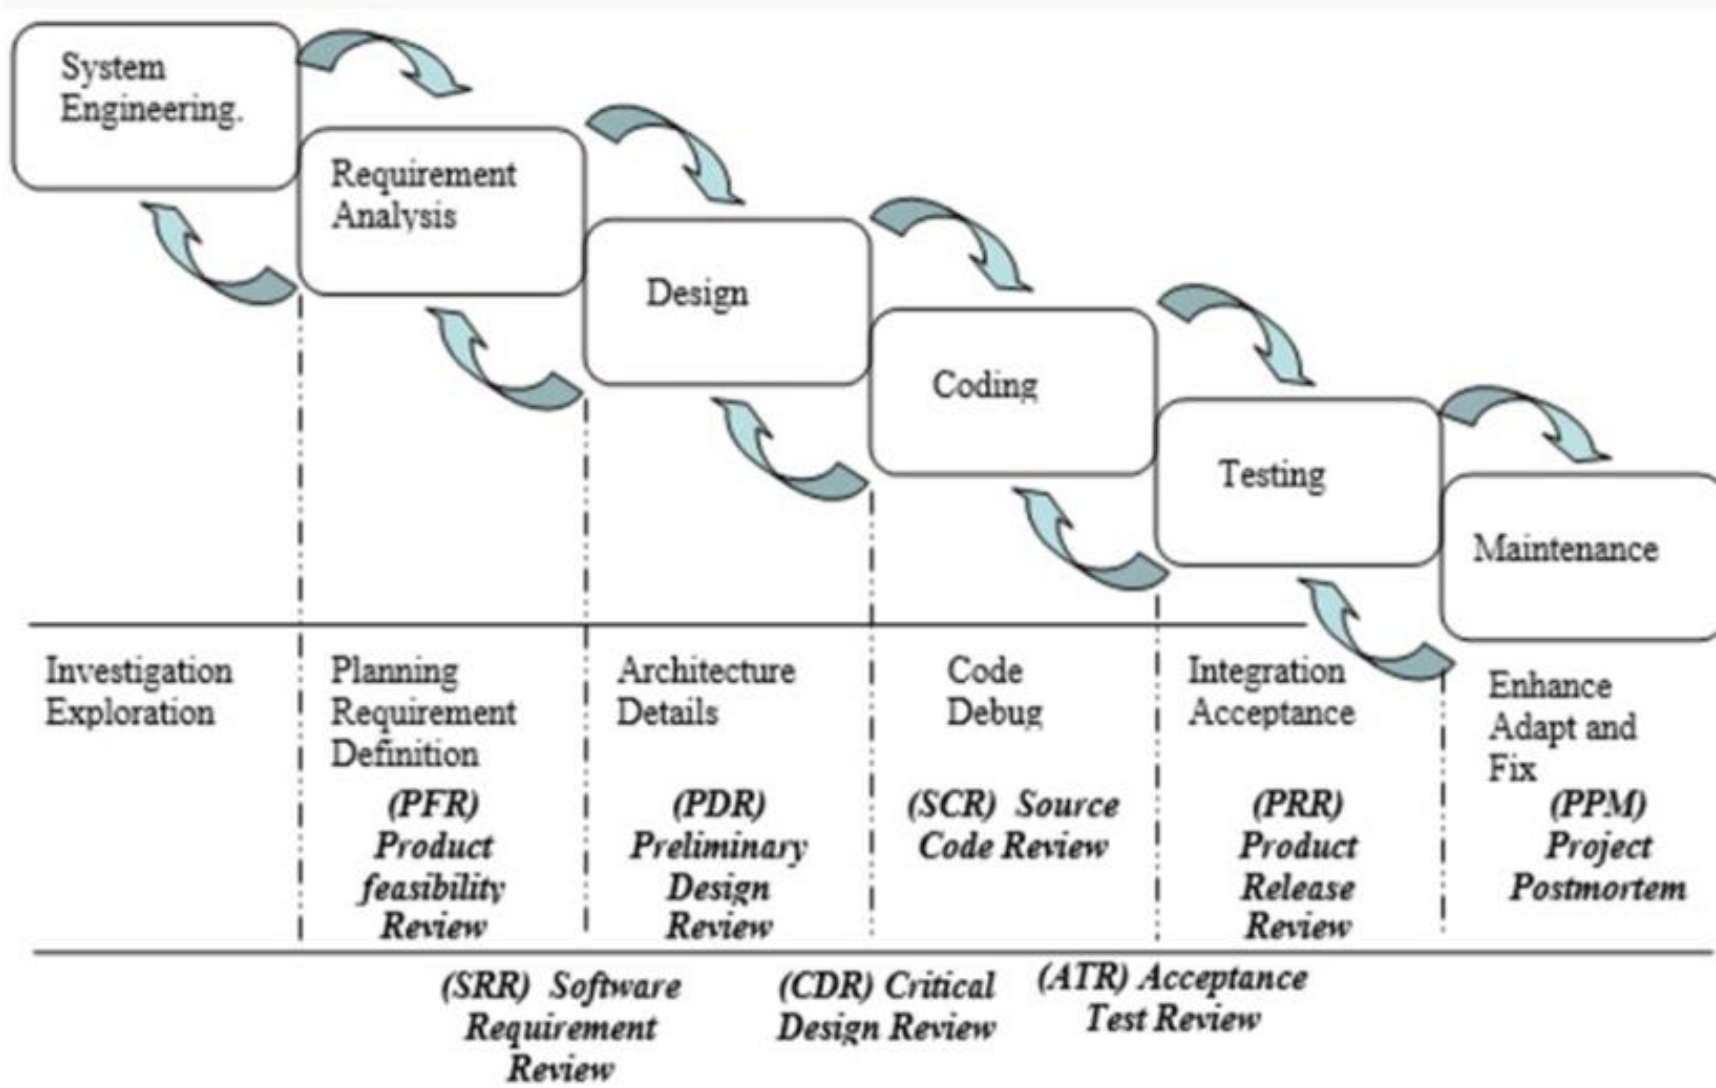 System
Engineering.
Requirement
Analysis
Design
Coding
Testing
Maintenance
Investigation
Exploration
Planning
Requirement
Definition
(PFR)
Product
feasibility
Review
Architecture
Details
(PDR)
Preliminary
Design
Review
Code
Debug
(SCR) Source
Code Review
Integration
Acceptance
(PRR)
Product
Release
Review
Enhance
Adapt and
Fix
(PPM)
Project
Postmortem
(SRR) Software
Requirement
Review
(CDR) Critical
Design Review
(ATR) Acceptance
Test Review